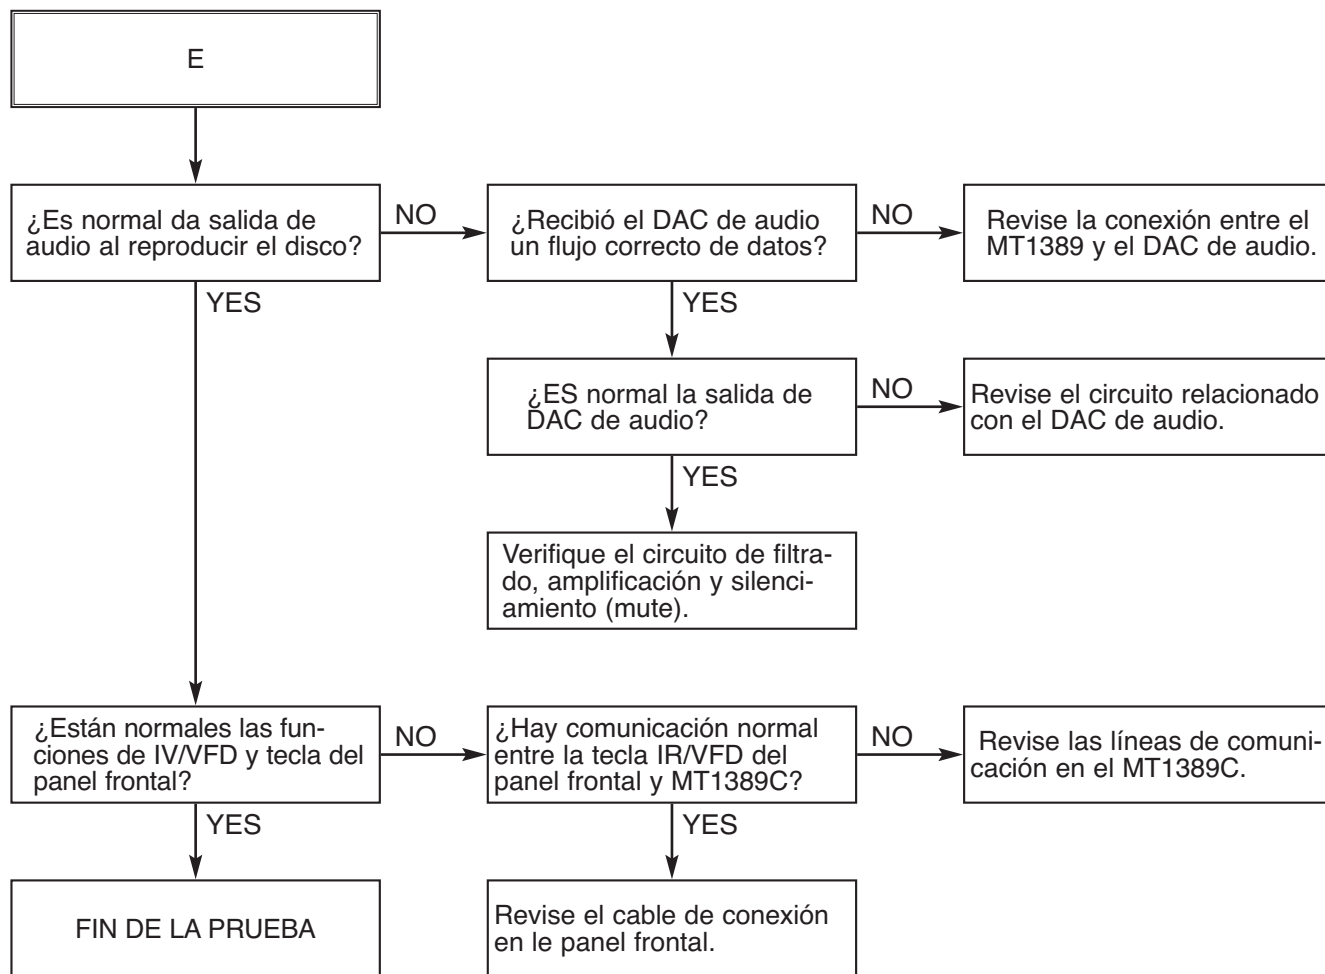 E
¿Es normal da salida de
audio al reproducir el disco?
NO
¿Recibió el DAC de audio
un flujo correcto de datos?
NO
Revise la conexión entre el
MT1389 y el DAC de audio.
YES
YES
¿ES normal la salida de
DAC de audio?
NO
Revise el circuito relacionado
con el DAC de audio.
YES
Verifique el circuito de filtra-
do, amplificación y silenci-
amiento (mute).
¿Están normales las fun-
ciones de IV/VFD y tecla del
panel frontal?
NO
¿Hay comunicación normal
entre la tecla IR/VFD del
panel frontal y MT1389C?
NO
Revise las líneas de comuni-
cación en el MT1389C.
YES
YES
FIN DE LA PRUEBA
Revise el cable de conexión
en le panel frontal.